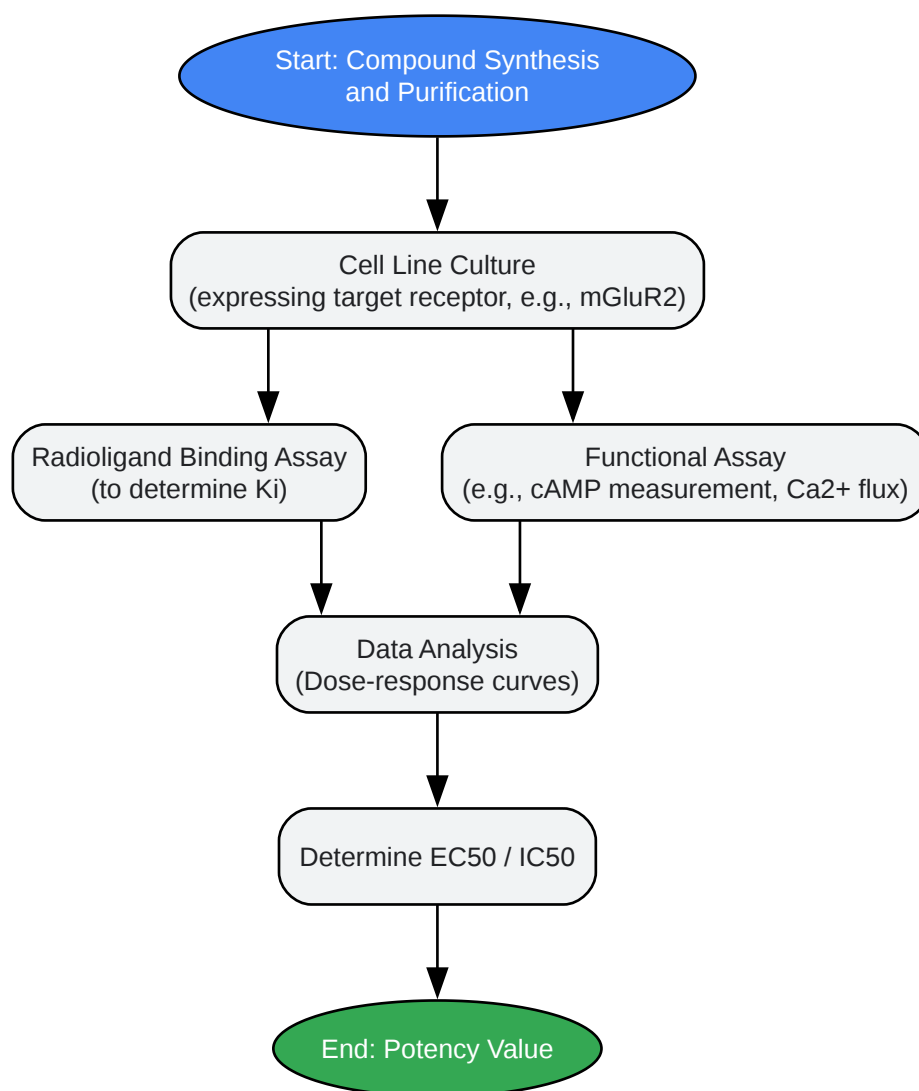 Start: Compound Synthesis
and Purification
Cell Line Culture
(expressing target receptor, e.g., mGluR2)
Radioligand Binding Assay
(to determine Ki)
Functional Assay
(e.g., cAMP measurement, Ca2+ flux)
Data Analysis
(Dose-response curves)
Determine EC50 / IC50
End: Potency Value